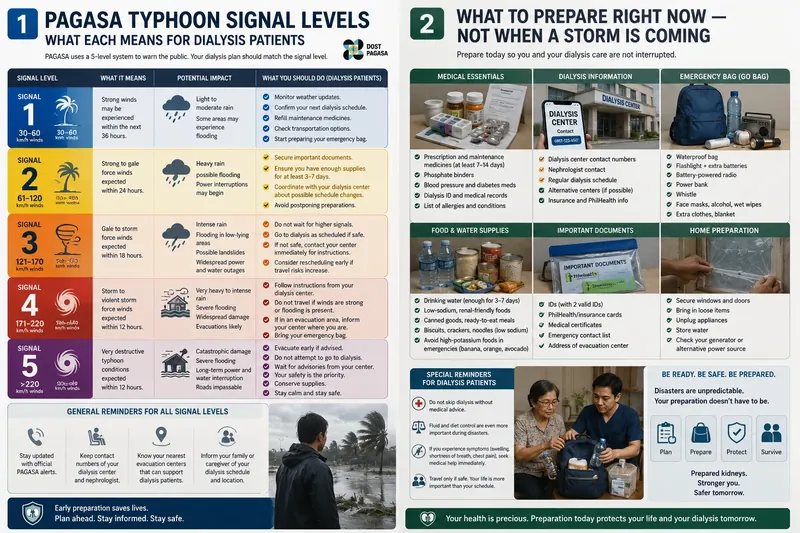 1
PAGASA TYPHOON SIGNAL LEVELS
WHAT EACH MEANS FOR DIALYSIS PATIENTS
PAGASA uses a 5-level system to warn the public. Your dialysis plan should match the signal level.
DOST
PAGASA
SIGNAL LEVEL
WHAT IT MEANS
POTENTIAL IMPACT
WHAT YOU SHOULD DO (DIALYSIS PATIENTS)
SIGNAL
1
30–60
km/h winds
30–60
km/h winds
Strong winds
may be
experienced
within the next
36 hours.
Light to
moderate rain
Some areas may
experience
flooding
Monitor weather updates.
Confirm your next dialysis schedule.
Refill maintenance medicines.
Check transportation options.
Start preparing your emergency bag.
SIGNAL
2
61–120
km/h winds
km/h winds
Strong to gale
force winds
expected
within 24 hours.
Heavy rain
possible flooding
Power interruptions
may begin
Secure important documents.
Ensure you have enough supplies
for at least 3–7 days.
Coordinate with your dialysis center
about possible schedule changes.
Avoid postponing preparations.
SIGNAL
3
121–170
km/h winds
km/h winds
Gale to storm
force winds
expected
within 18 hours.
Intense rain
Flooding in low-lying
areas
Possible landslides
Widespread power
and water outages
Do not wait for higher signals.
Go to dialysis as scheduled if safe.
If not safe, contact your center
immediately for instructions.
Consider rescheduling early if
travel risks increase.
SIGNAL
4
171–220
km/h winds
km/h winds
Storm to
violent storm
force winds
expected
within 12 hours.
Very heavy to intense
rain
Severe flooding
Widespread damage
Evacuations likely
Follow instructions from your
dialysis center.
Do not travel if winds are strong
or flooding is present.
If in an evacuation area, inform your
center where you are.
Bring your emergency bag.
SIGNAL
5
>220
km/h winds
km/h winds
Very destructive
typhoon
conditions
expected
within 12 hours.
Catastrophic damage
Severe flooding
Long-term power and
water interruption
Roads impassable
Evacuate early if advised.
Do not attempt to go to dialysis.
Wait for advisories from your center.
Your safety is the priority.
Conserve supplies.
Stay calm and stay safe.
GENERAL REMINDERS FOR ALL SIGNAL LEVELS
Stay updated
with official
PAGASA alerts.
Keep contact
numbers of your
dialysis center
and nephrologist.
Know your nearest
evacuation centers
that can support
dialysis patients.
Inform your family or
caregiver of your
dialysis schedule
and location.
Early preparation saves lives.
Plan ahead. Stay informed. Stay safe.
2
WHAT TO PREPARE RIGHT NOW —
NOT WHEN A STORM IS COMING
Prepare today so you and your dialysis care are not interrupted.
MEDICAL ESSENTIALS
Prescription and maintenance
medicines (at least 7–14 days)
Phosphate binders
Blood pressure and diabetes meds
Dialysis ID and medical records
List of allergies and conditions
DIALYSIS INFORMATION
DIALYSIS
CENTER
Contact
DIALYSIS CENTER
Dialysis center contact numbers
Nephrologist contact
Regular dialysis schedule
Alternative centers (if possible)
Insurance and PhilHealth info
EMERGENCY BAG (GO BAG)
Waterproof bag
Flashlight + extra batteries
Battery-powered radio
Power bank
Whistle
Face masks, alcohol, wet wipes
Extra clothes, blanket
FOOD & WATER SUPPLIES
Drinking water (enough for 3–7 days)
Low-sodium, renal-friendly foods
Canned goods, ready-to-eat meals
Biscuits, crackers, noodles (low sodium)
Avoid high-potassium foods in
emergencies (banana, orange, avocado)
IMPORTANT DOCUMENTS
IMPORTANT DOCUMENTS
IDs (with 2 valid IDs)
PhilHealth/insurance cards
Medical certificates
Emergency contact list
Address of evacuation center
HOME PREPARATION
Secure windows and doors
Bring in loose items
Unplug appliances
Store water
Check your generator or
alternative power source
SPECIAL REMINDERS
FOR DIALYSIS PATIENTS
Do not skip dialysis without
medical advice.
Fluid and diet control are even more
important during disasters.
If you experience symptoms (swelling,
shortness of breath, chest pain), seek
medical help immediately.
Travel only if safe. Your life is more
important than your schedule.
BE READY. BE SAFE. BE PREPARED.
Disasters are unpredictable.
Your preparation doesn't have to be.
Plan
Prepare
Protect
Survive
Prepared kidneys.
Stronger you.
Safer tomorrow.
Your health is precious. Preparation today protects your life and your dialysis tomorrow.